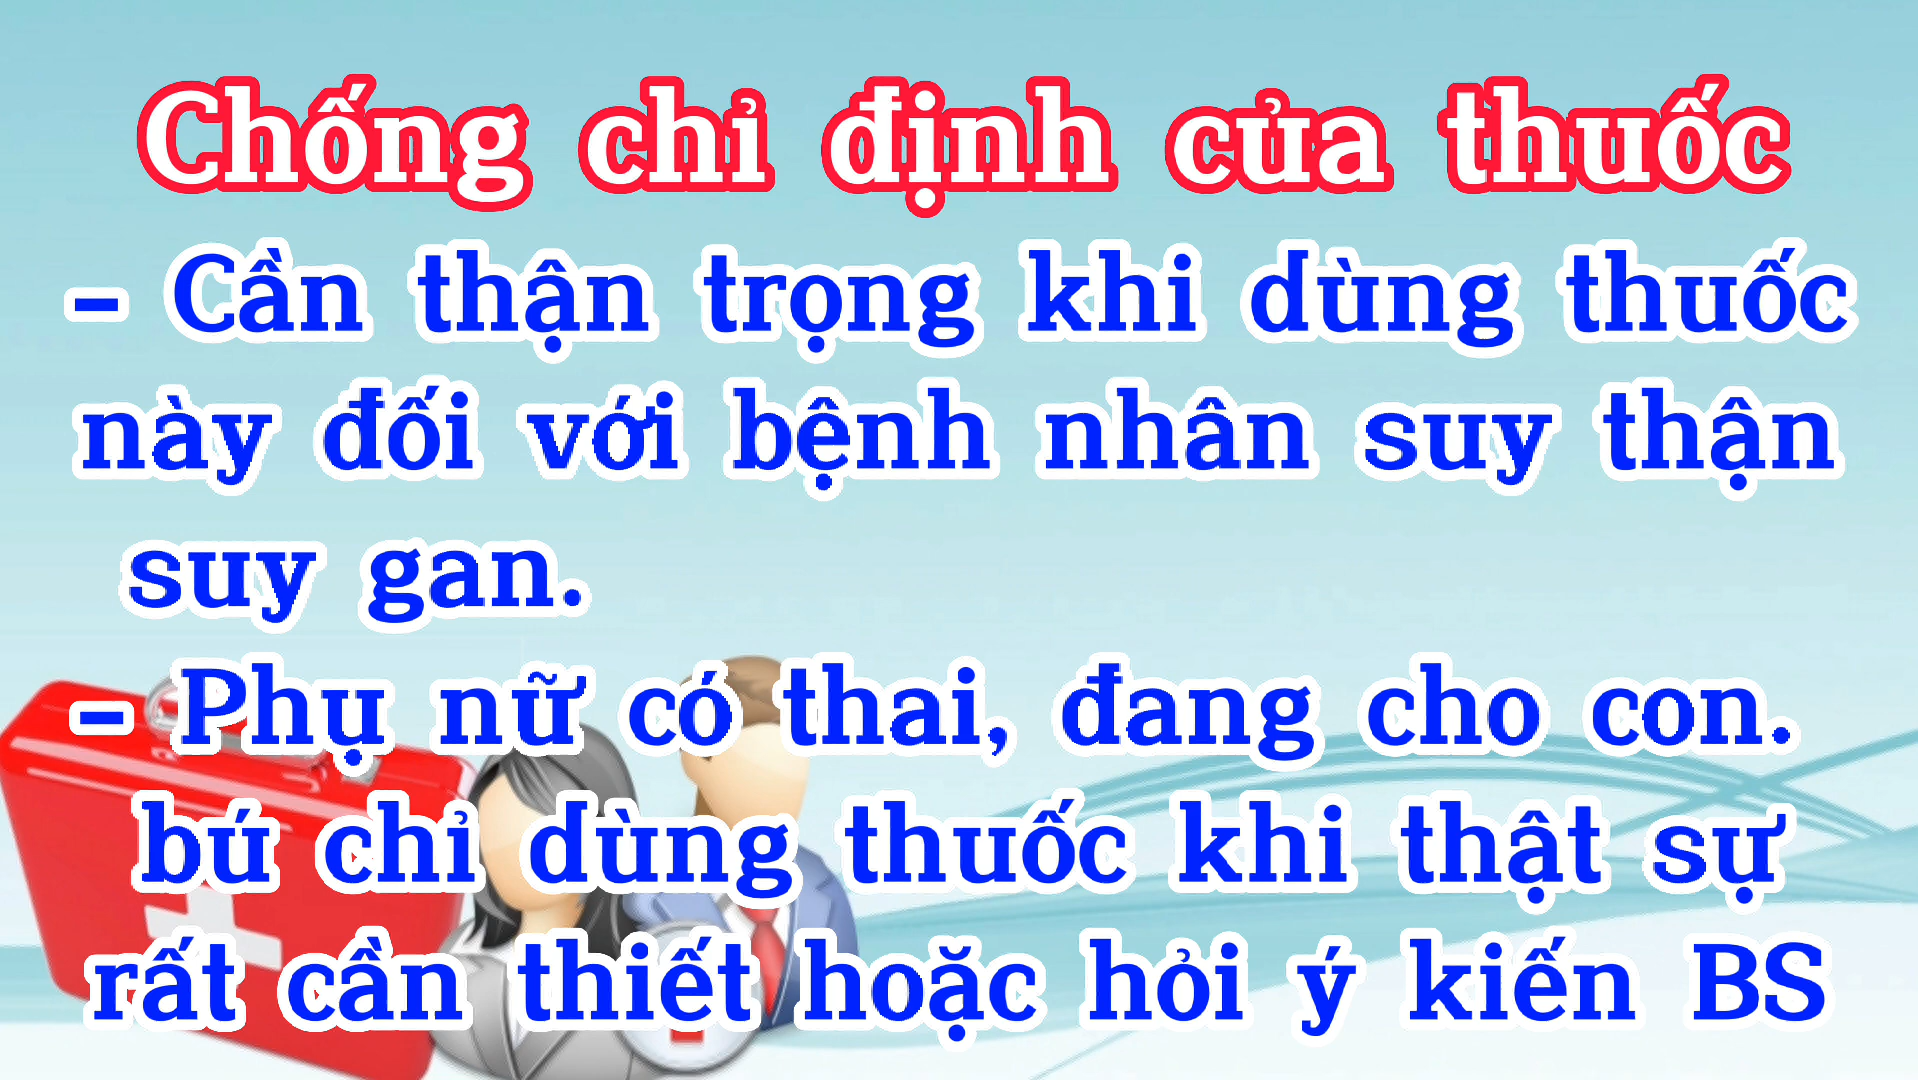 Chống chỉ định của thuốc
- Cần thận trọng khi dùng thuốc
này đối với bệnh nhân suy thận
suy gan.
- Phụ nữ có thai, đang cho con.
bú chỉ dùng thuốc khi thật sự
rất cần thiết hoặc hỏi ý kiến BS